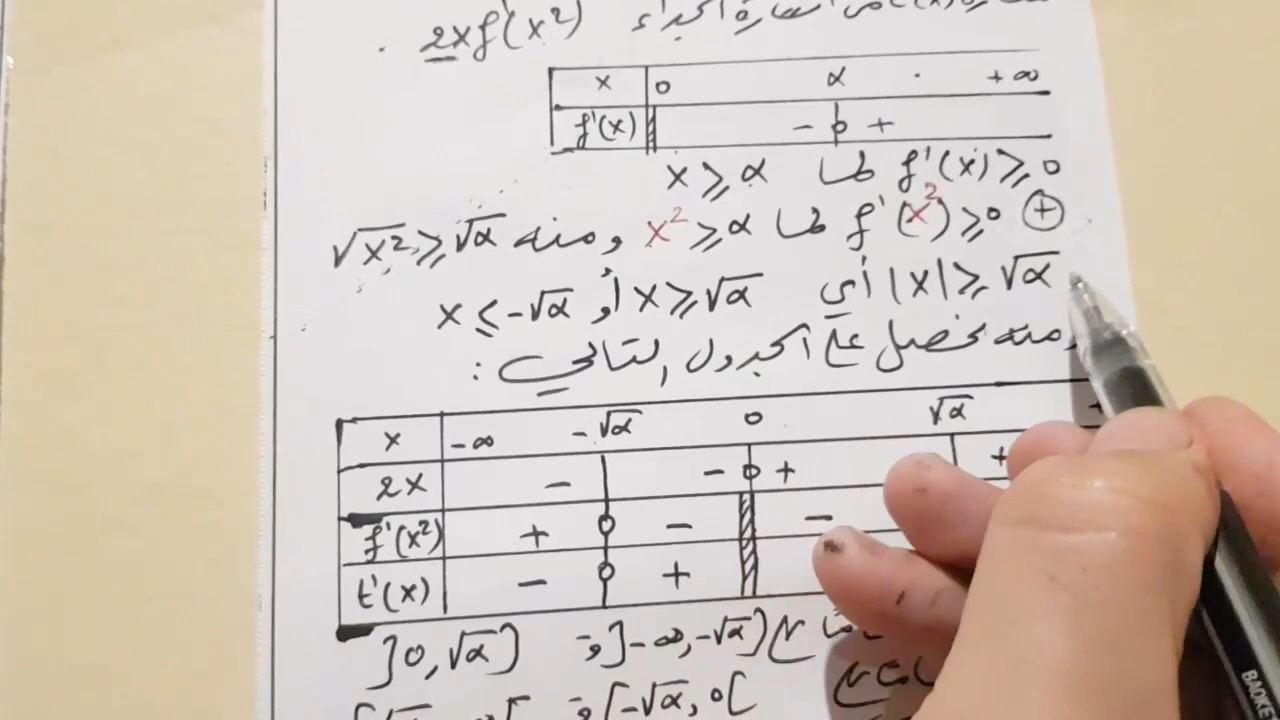 2xf'(x²) .
x 0 α +∞
f'(x) - 0 +
f'(x) ⩾ 0 لما x ⩾ α
⊕ f'(x²) ⩾ 0 لما x² ⩾ α ومنه √x² ⩾ √α
|x| ⩾ √α أي x ⩾ √α أو x ⩽ -√α
ومنه نحصل على الجدول التالي :
x -∞ -√α 0 √α +
2x - - 0 + +
f'(x²) + 0 - -
t'(x) - 0 +
]-∞, -√α] و ]0, √α]
[-√α, 0[ و
BAOKE